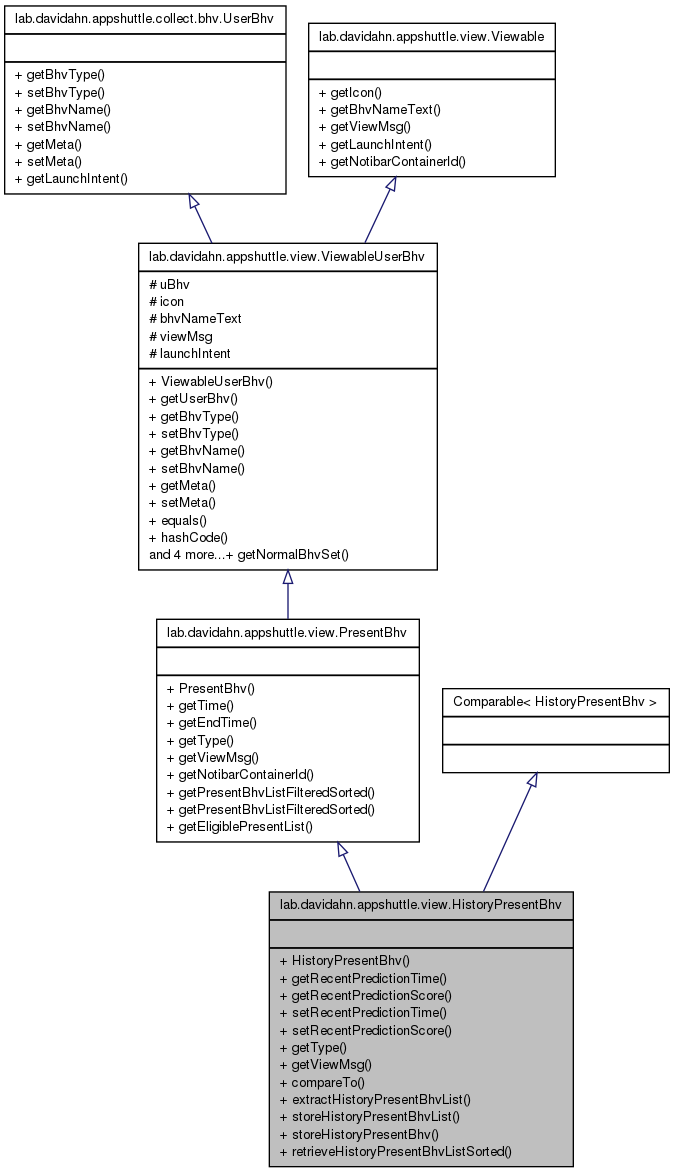 lab.davidahn.appshuttle.collect.bhv.UserBhv
+ getBhvType()
+ setBhvType()
+ getBhvName()
+ setBhvName()
+ getMeta()
+ setMeta()
+ getLaunchIntent()
lab.davidahn.appshuttle.view.Viewable
+ getIcon()
+ getBhvNameText()
+ getViewMsg()
+ getLaunchIntent()
+ getNotibarContainerId()
lab.davidahn.appshuttle.view.ViewableUserBhv
# uBhv
# icon
# bhvNameText
# viewMsg
# launchIntent
+ ViewableUserBhv()
+ getUserBhv()
+ getBhvType()
+ setBhvType()
+ getBhvName()
+ setBhvName()
+ getMeta()
+ setMeta()
+ equals()
+ hashCode()
and 4 more...+ getNormalBhvSet()
lab.davidahn.appshuttle.view.PresentBhv
+ PresentBhv()
+ getTime()
+ getEndTime()
+ getType()
+ getViewMsg()
+ getNotibarContainerId()
+ getPresentBhvListFilteredSorted()
+ getPresentBhvListFilteredSorted()
+ getEligiblePresentList()
Comparable< HistoryPresentBhv >
lab.davidahn.appshuttle.view.HistoryPresentBhv
+ HistoryPresentBhv()
+ getRecentPredictionTime()
+ getRecentPredictionScore()
+ setRecentPredictionTime()
+ setRecentPredictionScore()
+ getType()
+ getViewMsg()
+ compareTo()
+ extractHistoryPresentBhvList()
+ storeHistoryPresentBhvList()
+ storeHistoryPresentBhv()
+ retrieveHistoryPresentBhvListSorted()